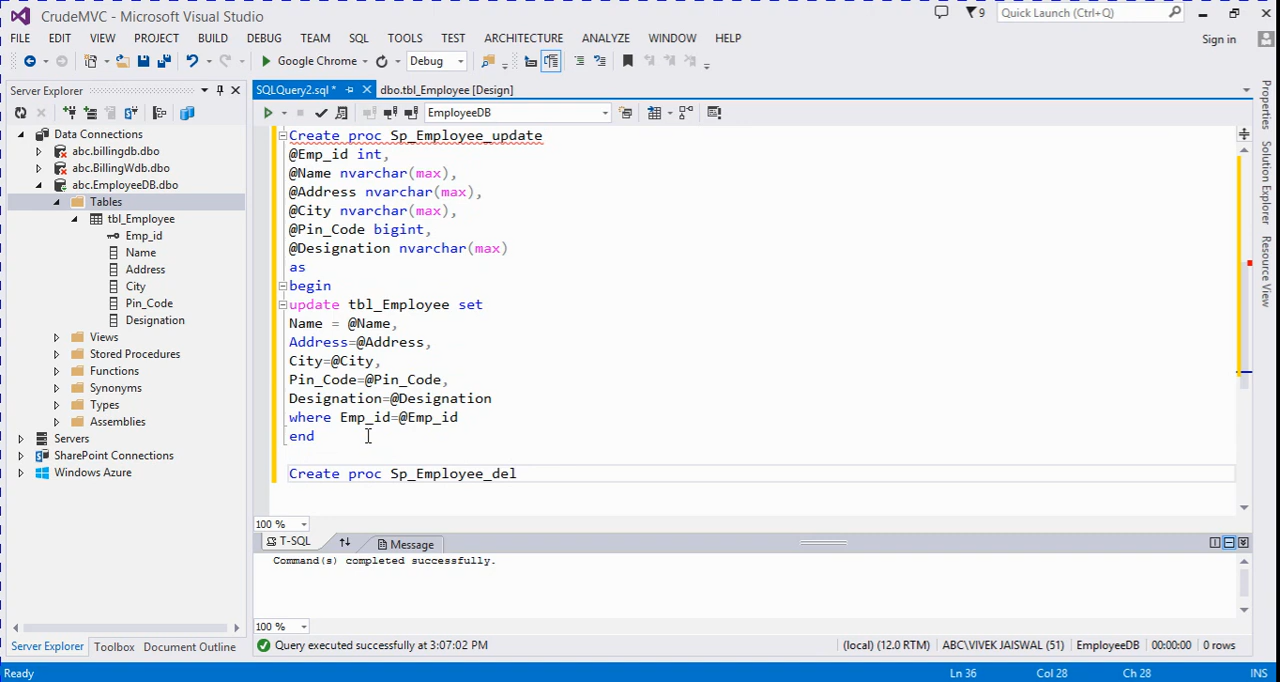 CrudeMVC - Microsoft Visual Studio
9
Quick Launch (Ctrl+Q)
FILE EDIT VIEW PROJECT BUILD DEBUG TEAM SQL TOOLS TEST ARCHITECTURE ANALYZE WINDOW HELP
Sign in
Google Chrome
Debug
Server Explorer
SQLQuery2.sql *
dbo.tbl_Employee [Design]
EmployeeDB
Data Connections
abc.billingdb.dbo
abc.BillingWdb.dbo
abc.EmployeeDB.dbo
Tables
tbl_Employee
Emp_id
Name
Address
City
Pin_Code
Designation
Views
Stored Procedures
Functions
Synonyms
Types
Assemblies
Servers
SharePoint Connections
Windows Azure
Server Explorer Toolbox Document Outline
Create proc Sp_Employee_update
@Emp_id int,
@Name nvarchar(max),
@Address nvarchar(max),
@City nvarchar(max),
@Pin_Code bigint,
@Designation nvarchar(max)
as
begin
update tbl_Employee set
Name = @Name,
Address=@Address,
City=@City,
Pin_Code=@Pin_Code,
Designation=@Designation
where Emp_id=@Emp_id
end
Create proc Sp_Employee_del
100 %
T-SQL
Message
Command(s) completed successfully.
100 %
Query executed successfully at 3:07:02 PM
(local) (12.0 RTM)
ABC\VIVEK JAISWAL (51)
EmployeeDB
00:00:00
0 rows
Properties
Solution Explorer
Resource View
Ready
Ln 36
Col 28
Ch 28
INS